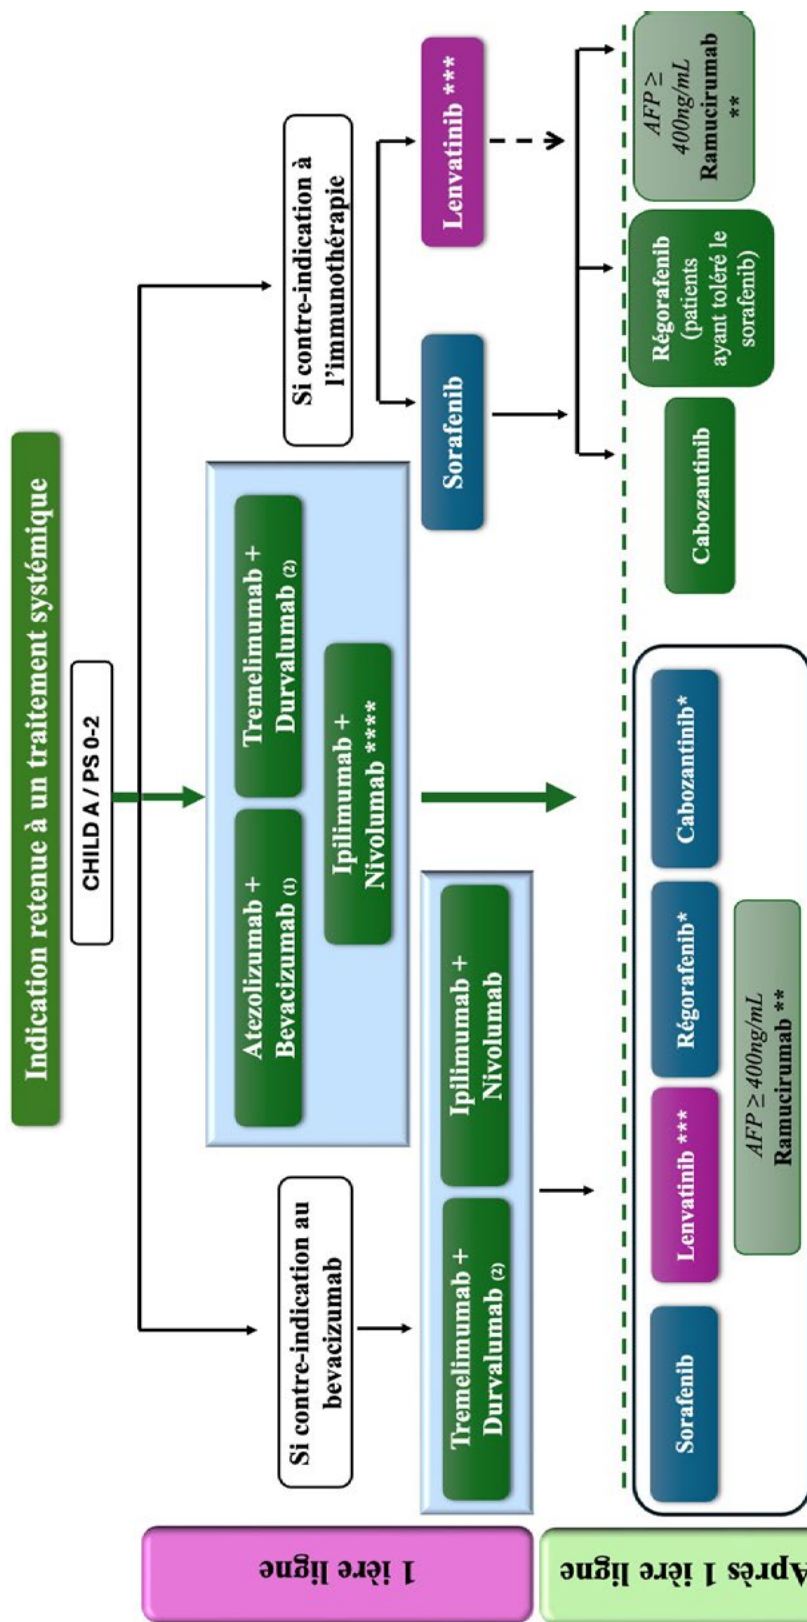 Indication retenue à un traitement systémique
CHILD A / PS 0-2
1 ière ligne
Si contre-indication au
bevacizumab
Atezolizumab +
Bevacizumab (1)
Tremelimumab +
Durvalumab (2)
Ipilimumab +
Nivolumab ****
Si contre-indication à
l’immunothérapie
Tremelimumab +
Durvalumab (2)
Ipilimumab +
Nivolumab
Sorafenib
Lenvatinib ***
Après 1 ière ligne
Sorafenib
Lenvatinib ***
Régorafenib*
Cabozantinib*
AFP ≥ 400ng/mL
Ramucirumab **
Cabozantinib
Régorafenib
(patients
ayant toléré le
sorafenib)
AFP ≥
400ng/mL
Ramucirumab
**